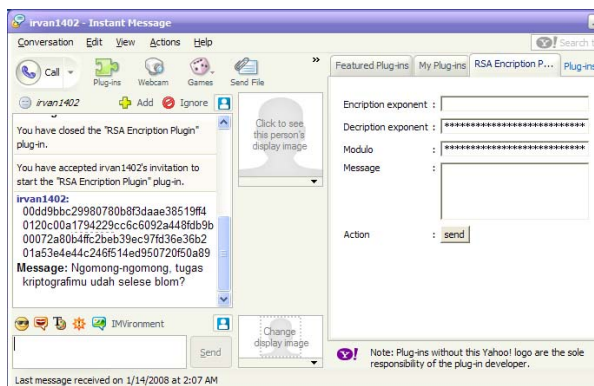 irvan1402 - Instant Message
Conversation Edit View Actions Help
Search t
Call
Plug-ins Webcam Games Send File
»
irvan1402 Add Ignore
You have closed the "RSA Encription Plugin"
plug-in.
You have accepted irvan1402's invitation to
start the "RSA Encription Plugin" plug-in.
irvan1402:
00dd9bbc29980780b8f3daae38519ff4
0120c00a1794229cc6c6092a448fdb9b
00072a80b4ffc2beb39ec97fd36e36b2
01a53e4e44c246f514ed950720f50a89
Message: Ngomong-ngomong, tugas
kriptografimu udah selese blom?
IMVironment
Send
Last message received on 1/14/2008 at 2:07 AM
Click to see
this person's
display image
Change
display image
Featured Plug-ins My Plug-ins RSA Encription P... Plug-ins
Encription exponent :
Decription exponent : ****************************
Modulo : ****************************
Message :
Action : send
Y! Note: Plug-ins without this Yahoo! logo are the sole
responsibility of the plug-in developer.